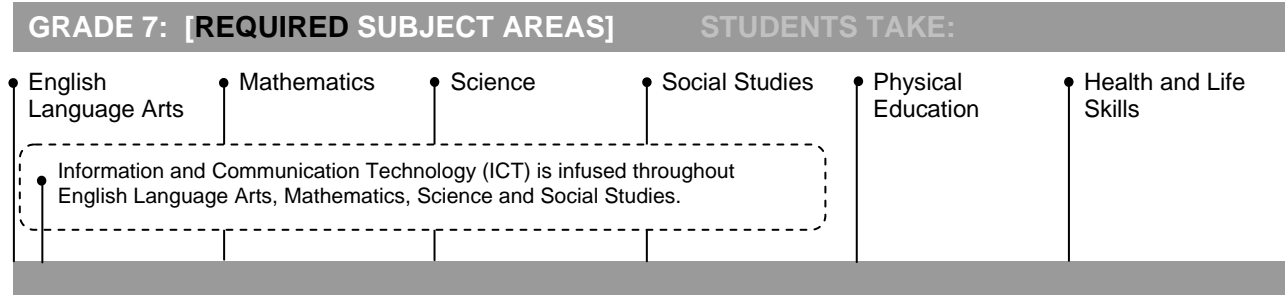 GRADE 7: [REQUIRED SUBJECT AREAS] STUDENTS TAKE:
English
Language Arts
Mathematics
Science
Social Studies
Physical
Education
Health and Life
Skills
Information and Communication Technology (ICT) is infused throughout
English Language Arts, Mathematics, Science and Social Studies.